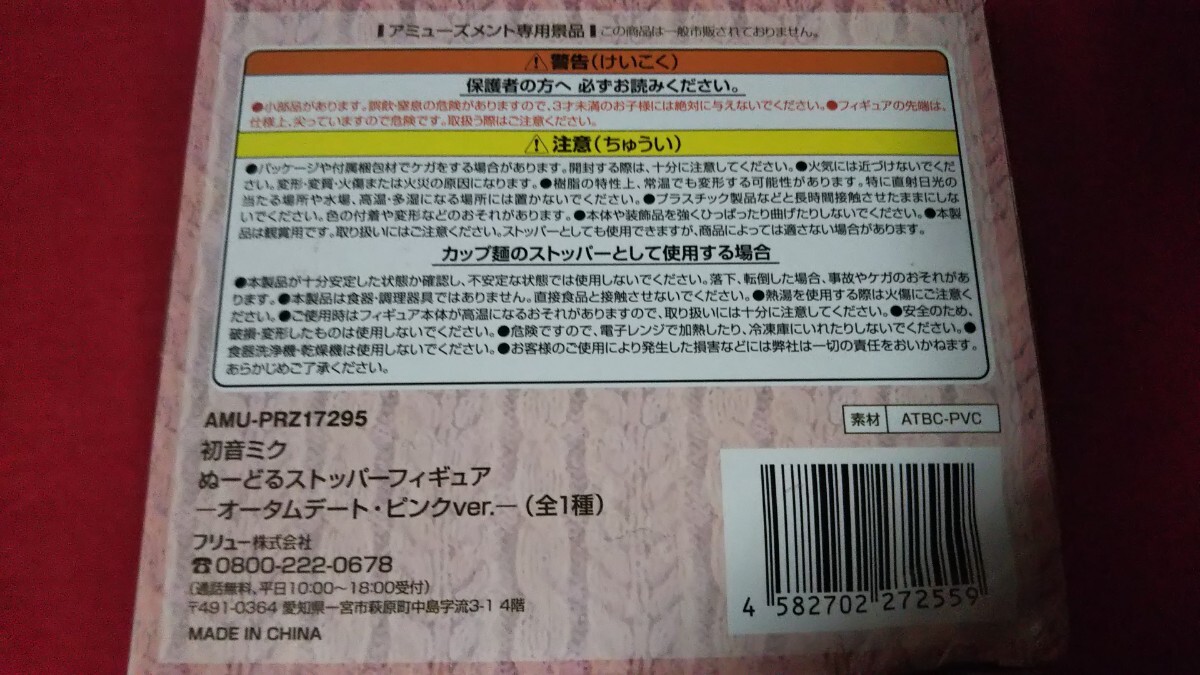 アミューズメント専用景品 この商品は一般市販されておりません。
⚠警告(けいこく)
保護者の方へ 必ずお読みください。
●小部品があります。誤飲・窒息の危険がありますので、3才未満のお子様には絶対に与えないでください。●フィギュアの先端は、
仕様上、尖っていますので危険です。取扱う際はご注意ください。
⚠注意(ちゅうい)
●パッケージや付属梱包材でケガをする場合があります。開封する際は、十分に注意してください。●火気には近づけないでくだ
さい。変形・変質・火傷または火災の原因になります。●樹脂の特性上、常温でも変形する可能性があります。特に直射日光の
当たる場所や水場、高温・多湿になる場所には置かないでください。●プラスチック製品などと長時間接触させたままにしな
いでください。色の付着や変形などのおそれがあります。●本体や装飾品を強くひっぱったり曲げたりしないでください。●本製
品は観賞用です。取り扱いにはご注意ください。ストッパーとしても使用できますが、商品によっては適さない場合があります。
カップ麺のストッパーとして使用する場合
●本製品が十分安定した状態か確認し、不安定な状態では使用しないでください。落下、転倒した場合、事故やケガのおそれがあ
ります。●本製品は食器・調理器具ではありません。直接食品と接触させないでください。●熱湯を使用する際は火傷にご注意く
ださい。●ご使用時はフィギュア本体が高温になるおそれがありますので、取り扱いには十分に注意してください。●安全のため、
破損・変形したものは使用しないでください。●危険ですので、電子レンジで加熱したり、冷凍庫にいれたりしないでください。●
食器洗浄機・乾燥機は使用しないでください。●お客様のご使用により発生した損害などには弊社は一切の責任をおいかねます。
あらかじめご了承ください。
AMU-PRZ17295
素材 ATBC-PVC
初音ミク
ぬーどるストッパーフィギュア
―オータムデート・ピンクver.―(全1種)
フリュー株式会社
☎0800-222-0678
(通話無料、平日10:00〜18:00受付)
〒491-0364 愛知県一宮市萩原町中島字流3-1 4階
MADE IN CHINA
4 582702 272559